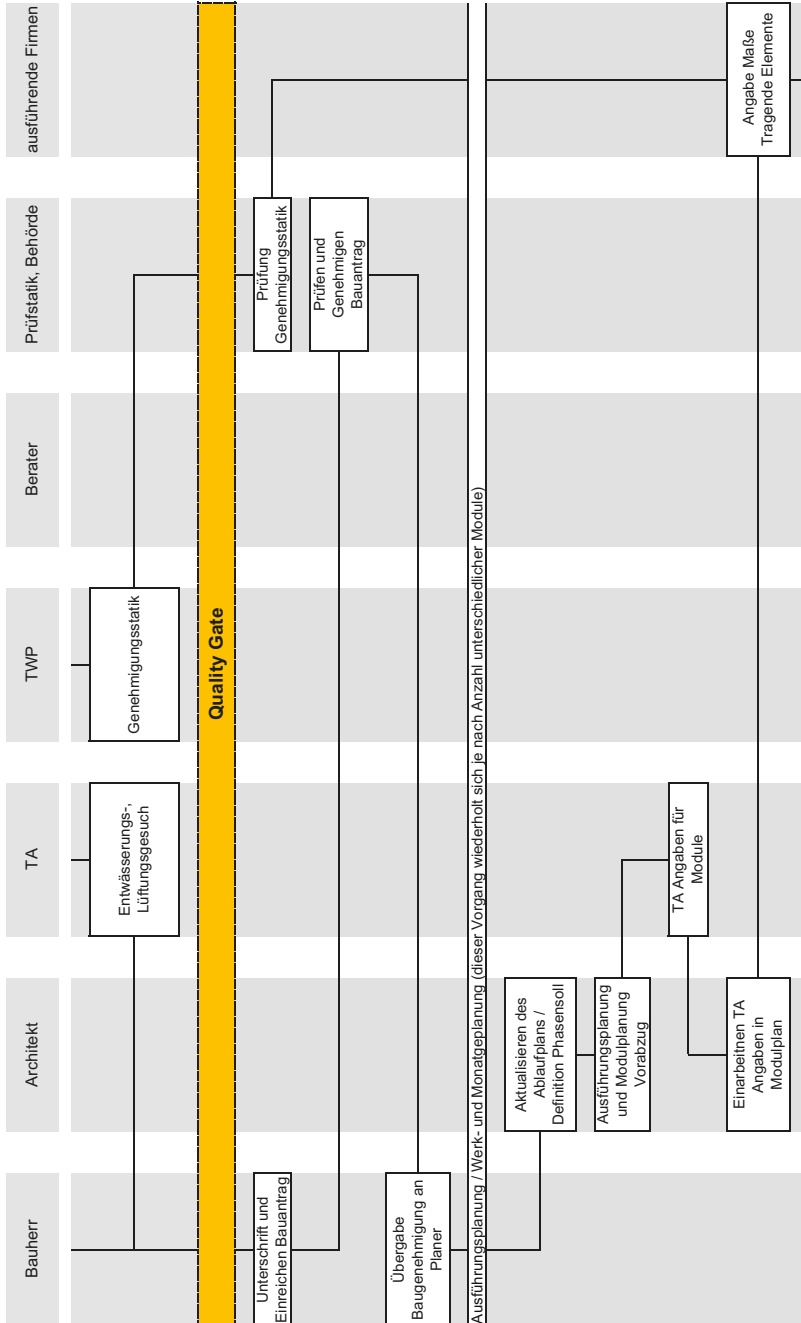 Bauherr
Architekt
TA
TWP
Berater
Prüfstatik, Behörde
ausführende Firmen
Entwässerungs-,
Lüftungsgesuch
Genehmigungsstatik
Quality Gate
Unterschrift und
Einreichen Bauantrag
Prüfung
Genehmigungsstatik
Prüfen und
Genehmigen
Bauantrag
Übergabe
Baugenehmigung an
Planer
Ausführungsplanung / Werk- und Monatgeplanung (dieser Vorgang wiederholt sich je nach Anzahl unterschiedlicher Module)
Aktualisieren des
Ablaufplans /
Definition Phasensoll
Ausführungsplanung
und Modulplanung
Vorabzug
TA Angaben für
Module
Einarbeitnen TA
Angaben in
Modulplan
Angabe Maße
Tragende Elemente